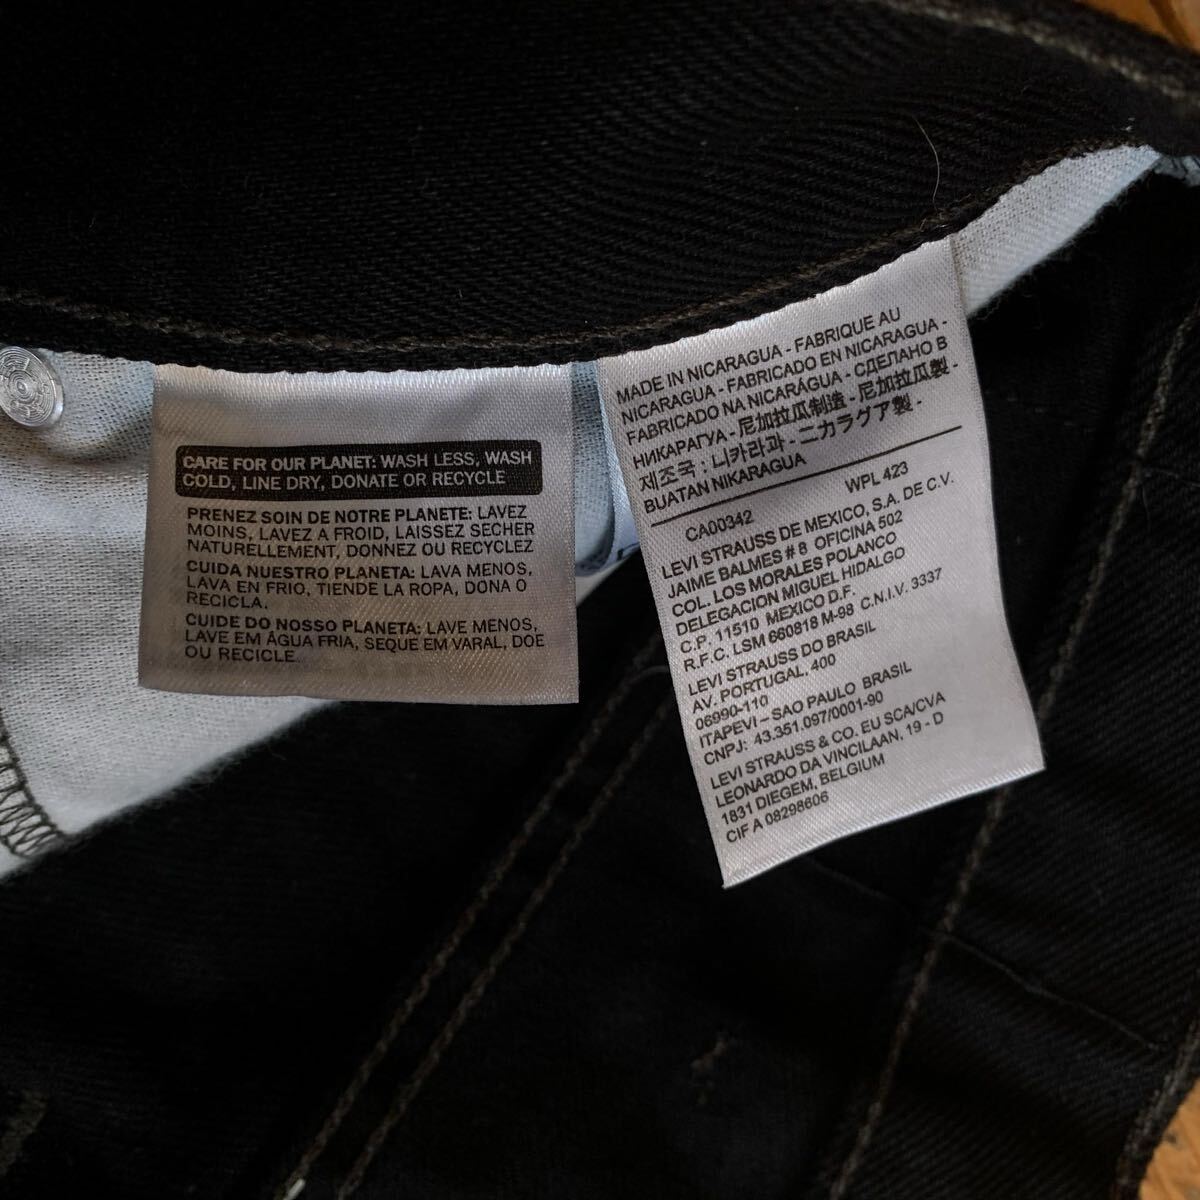 CARE FOR OUR PLANET: WASH LESS, WASH
COLD, LINE DRY, DONATE OR RECYCLE
PRENEZ SOIN DE NOTRE PLANETE: LAVEZ
MOINS, LAVEZ A FROID, LAISSEZ SECHER
NATURELLEMENT, DONNEZ OU RECYCLEZ
CUIDA NUESTRO PLANETA: LAVA MENOS,
LAVA EN FRIO, TIENDE LA ROPA, DONA O
RECICLA.
CUIDE DO NOSSO PLANETA: LAVE MENOS,
LAVE EM ÁGUA FRIA, SEQUE EM VARAL, DOE
OU RECICLE.
MADE IN NICARAGUA - FABRIQUE AU
NICARAGUA - FABRICADO EN NICARAGUA -
FABRICADO NA NICARÁGUA - СДЕЛАНО В
НИКАРАГУА - 尼加拉瓜制造 - 尼加拉瓜製 -
제조국 : 니카라과 - ニカラグア製 -
BUATAN NIKARAGUA
WPL 423
CA00342
LEVI STRAUSS DE MEXICO, S.A. DE C.V.
JAIME BALMES # 8 OFICINA 502
COL. LOS MORALES POLANCO
DELEGACION MIGUEL HIDALGO
C.P. 11510 MEXICO D.F.
R.F.C. LSM 660818 M-98 C.N.I.V. 3337
LEVI STRAUSS DO BRASIL
AV. PORTUGAL, 400
06990-110
ITAPEVI – SAO PAULO BRASIL
CNPJ: 43.351.097/0001-90
LEVI STRAUSS & CO. EU SCA/CVA
LEONARDO DA VINCILAAN, 19 - D
1831 DIEGEM, BELGIUM
CIF A 08298606